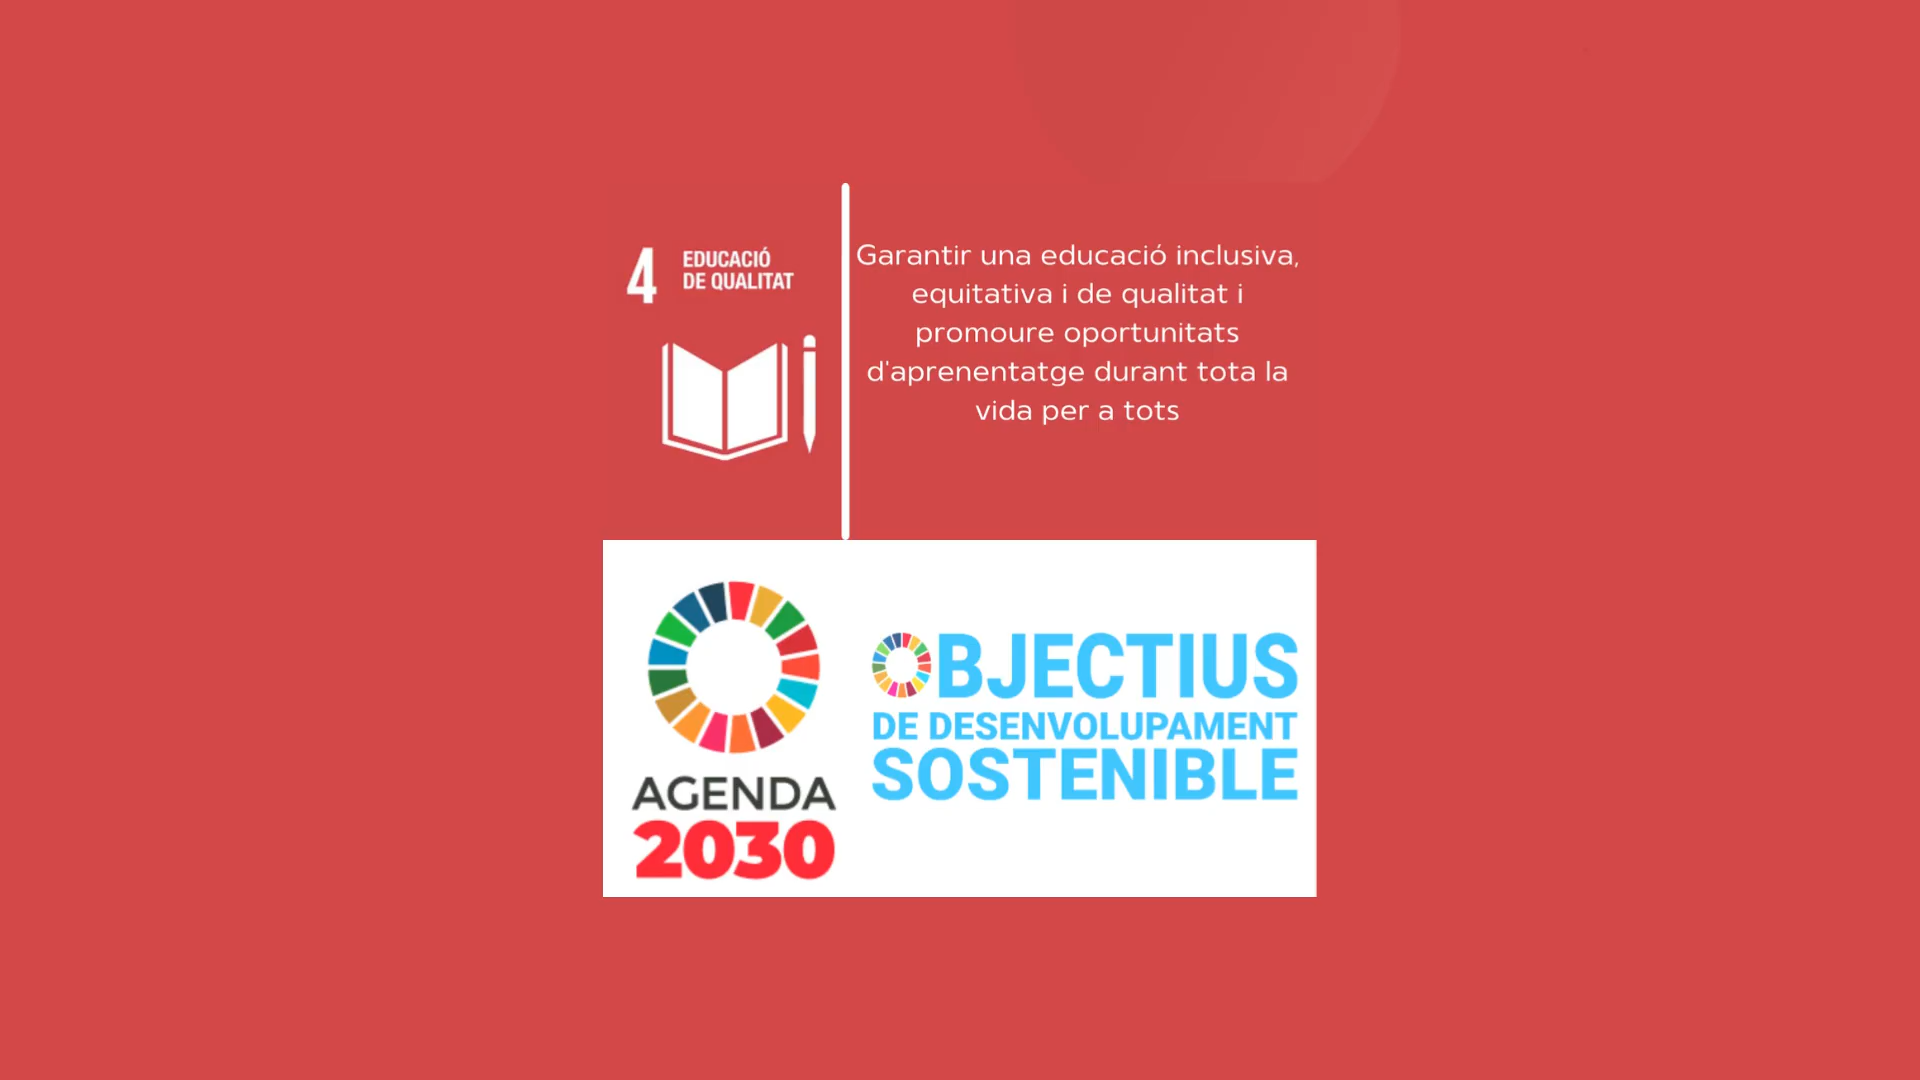 4
EDUCACIÓ
DE QUALITAT
Garantir una educació inclusiva,
equitativa i de qualitat i
promoure oportunitats
d'aprenentatge durant tota la
vida per a tots
AGENDA
2030
OBJECTIUS
DE DESENVOLUPAMENT
SOSTENIBLE